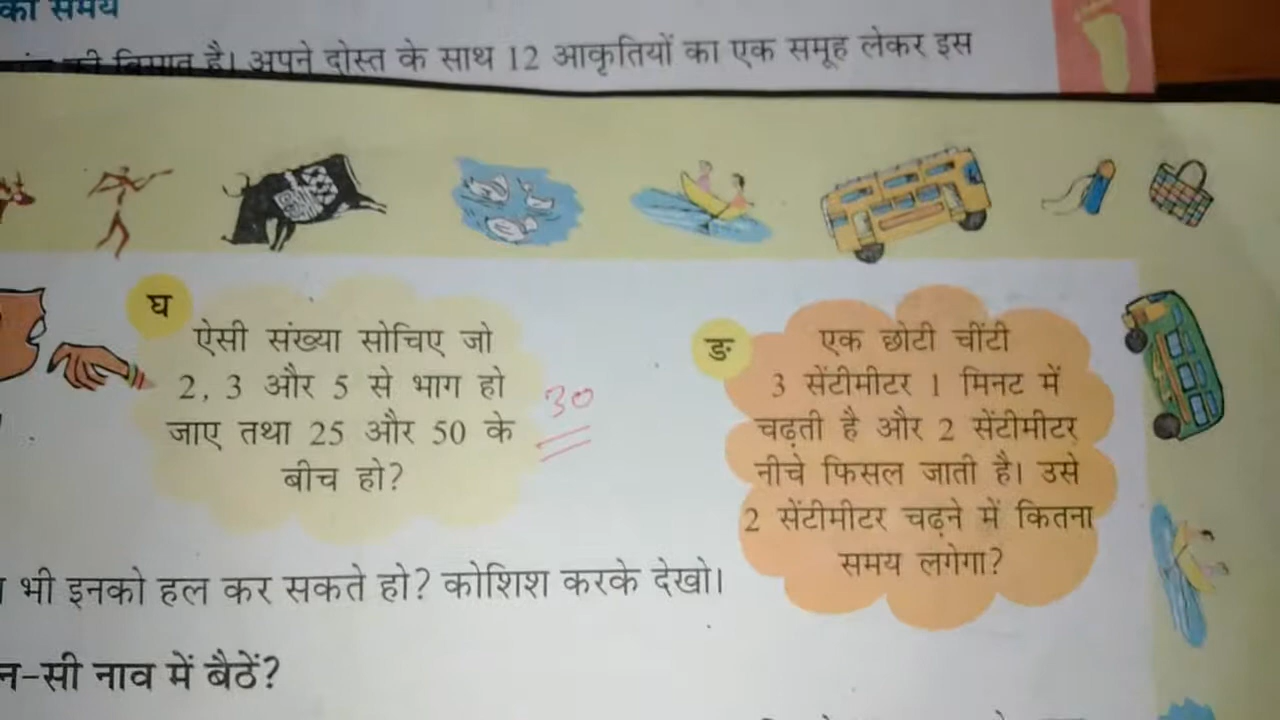 का समय
है। अपने दोस्त के साथ 12 आकृतियों का एक समूह लेकर इस
घ
ऐसी संख्या सोचिए जो
2, 3 और 5 से भाग हो
जाए तथा 25 और 50 के
बीच हो?
30
ङ
एक छोटी चींटी
3 सेंटीमीटर 1 मिनट में
चढ़ती है और 2 सेंटीमीटर
नीचे फिसल जाती है। उसे
2 सेंटीमीटर चढ़ने में कितना
समय लगेगा?
भी इनको हल कर सकते हो? कोशिश करके देखो।
न-सी नाव में बैठें?